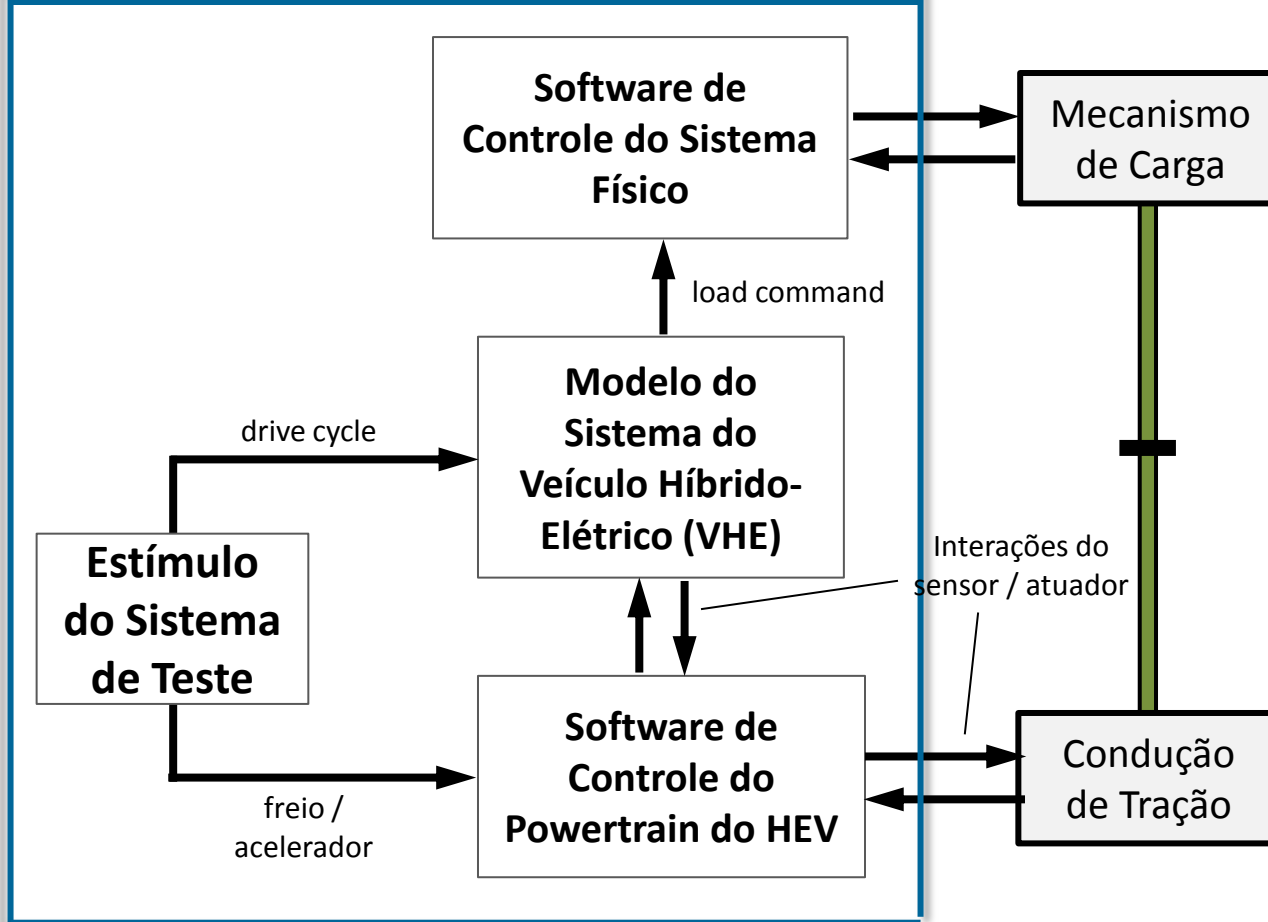 Software de
Controle do Sistema
Físico
Mecanismo
de Carga
load command
Modelo do
Sistema do
Veículo Híbrido-
Elétrico (VHE)
drive cycle
Estímulo
do Sistema
de Teste
Interações do
sensor / atuador
Software de
Controle do
Powertrain do HEV
Condução
de Tração
freio /
acelerador